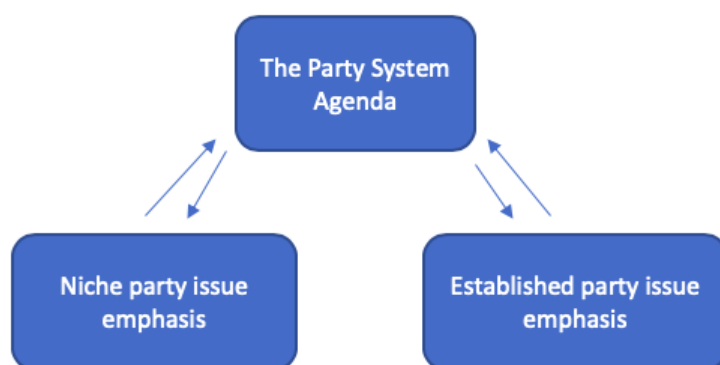 The Party System
Agenda
Niche party issue
emphasis
Established party issue
emphasis